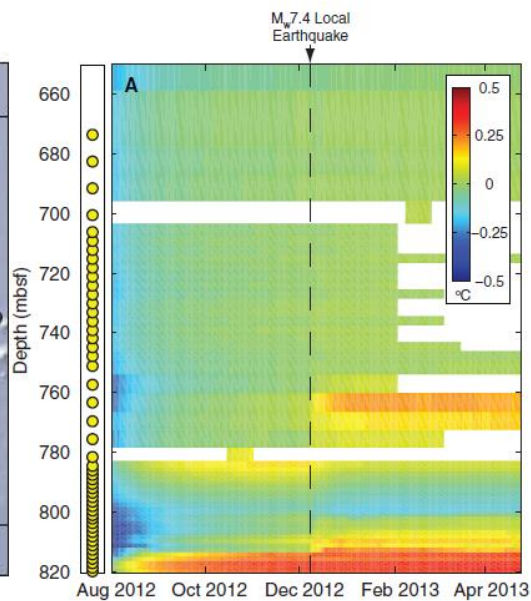 Mw7.4 Local
Earthquake
A
0.5
0.25
0
−0.25
−0.5
°C
Depth (mbsf)
660
680
700
720
740
760
780
800
820
Aug 2012
Oct 2012
Dec 2012
Feb 2013
Apr 2013